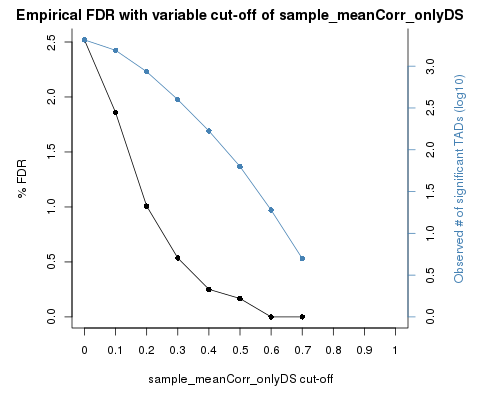 Empirical FDR with variable cut-off of sample_meanCorr_onlyDS
2.5
2.0
1.5
1.0
0.5
0.0
% FDR
3.0
2.5
2.0
1.5
1.0
0.5
0.0
Observed # of significant TADs (log10)
0 0.1 0.2 0.3 0.4 0.5 0.6 0.7 0.8 0.9 1
sample_meanCorr_onlyDS cut-off